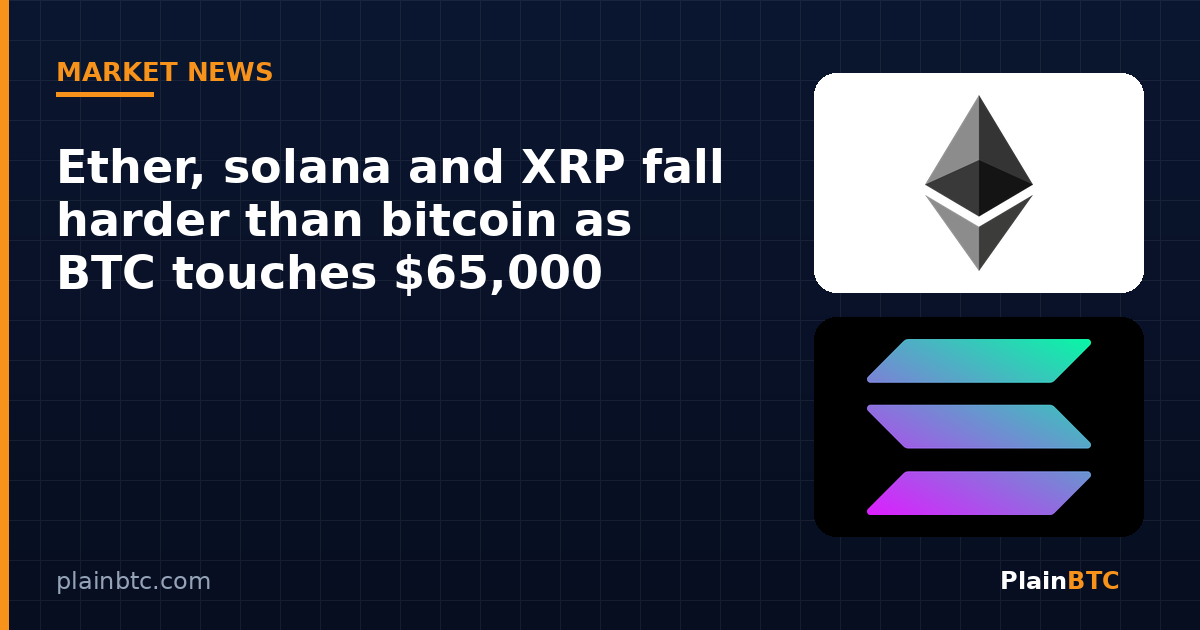 MARKET NEWS
Ether, solana and XRP fall
harder than bitcoin as
BTC touches $65,000
plainbtc.com
PlainBTC